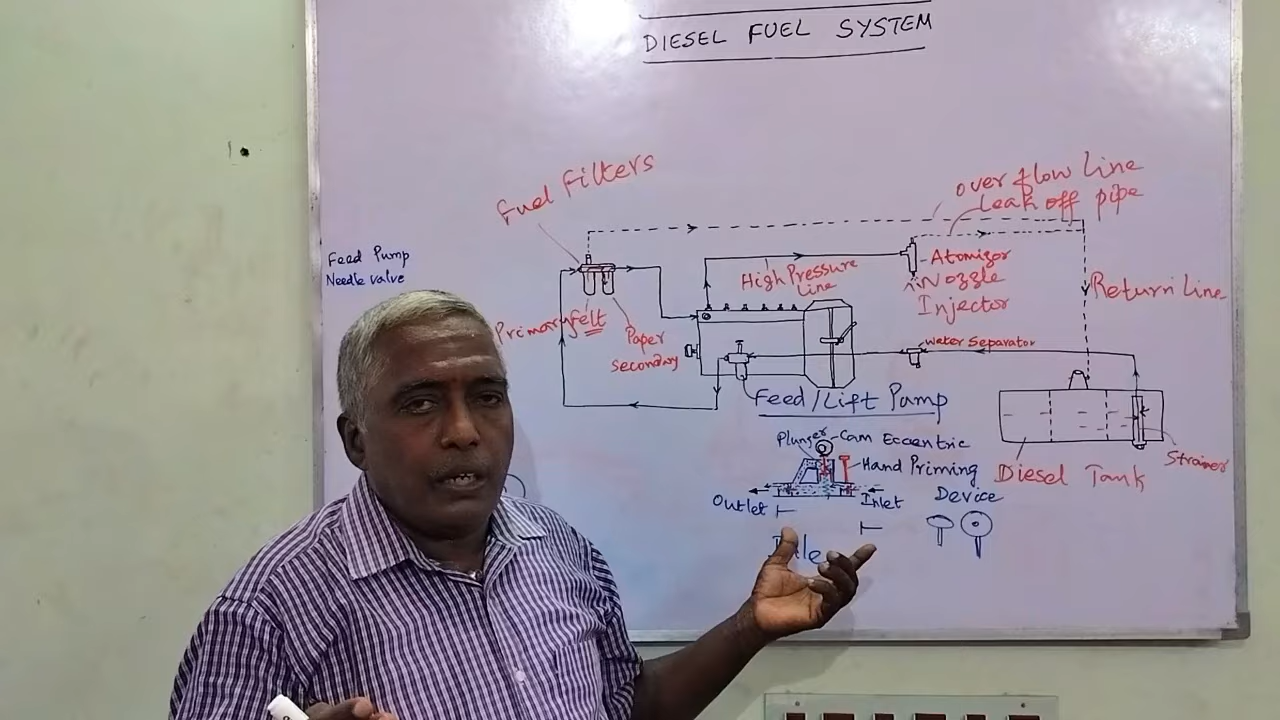 DIESEL FUEL SYSTEM
Fuel Filters
Over flow Line
Leak off pipe
Feed Pump
Needle valve
High Pressure
Line
Atomizor
Nozzle
Injector
Return Line
Primary felt
Paper
Secondary
Water Separator
Feed/Lift Pump
Plunger
Cam Eccentric
Hand Priming
Device
Strainer
Diesel Tank
Outlet
Inlet